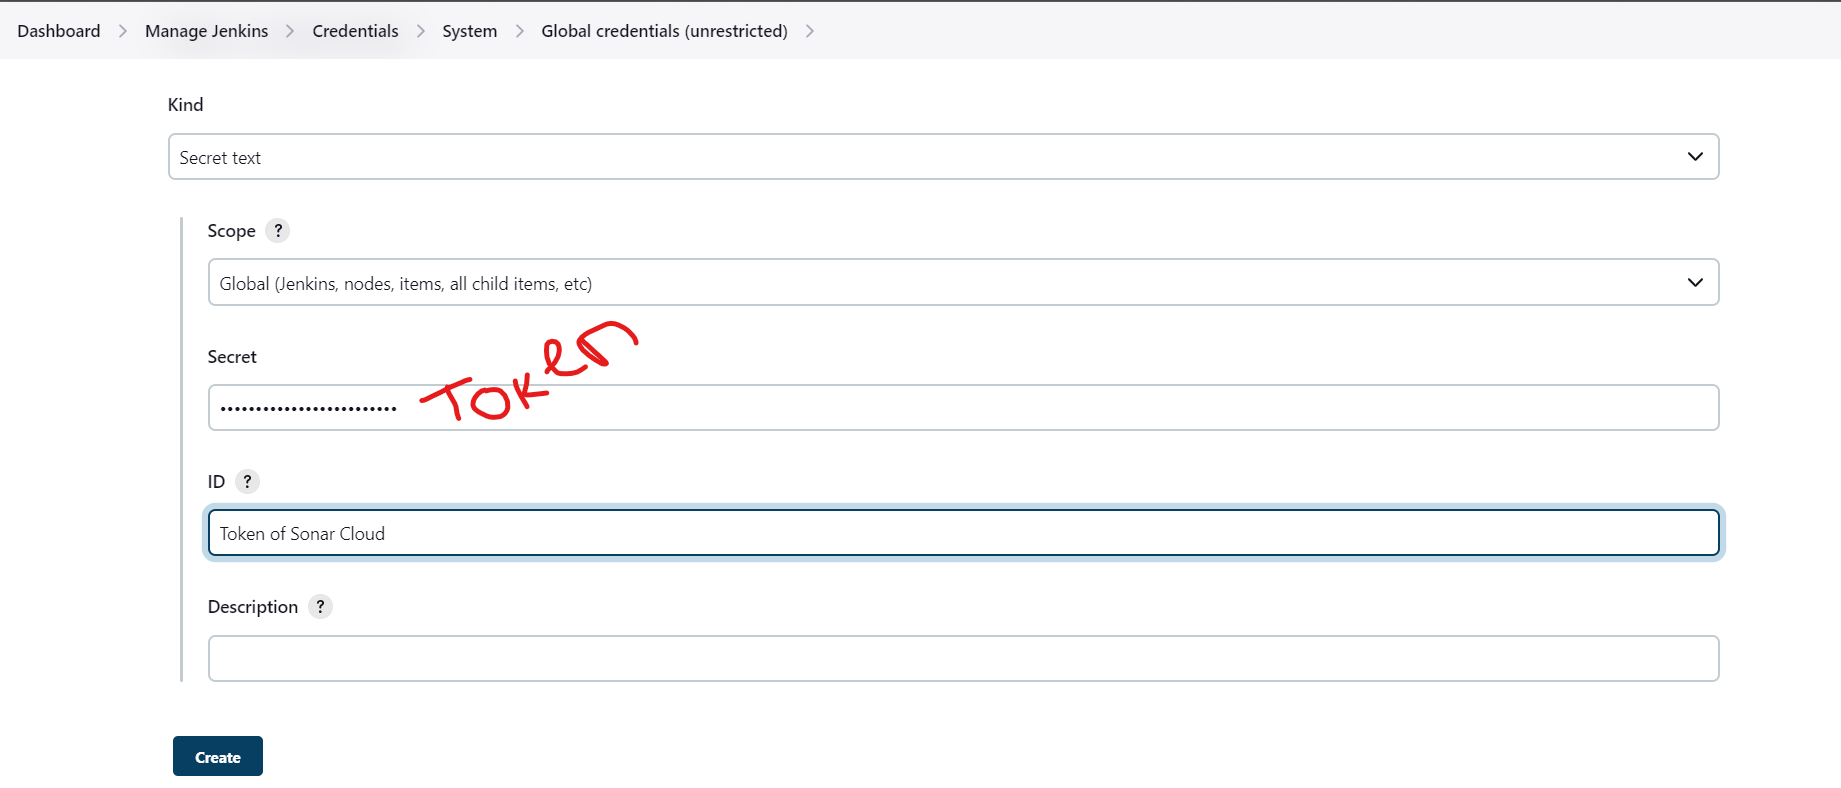 Dashboard > Manage Jenkins > Credentials > System > Global credentials (unrestricted) >
Kind
Secret text
Scope ?
Global (Jenkins, nodes, items, all child items, etc)
Secret
••••••••••••••••••••••••• Token
ID ?
Token of Sonar Cloud
Description ?
Create